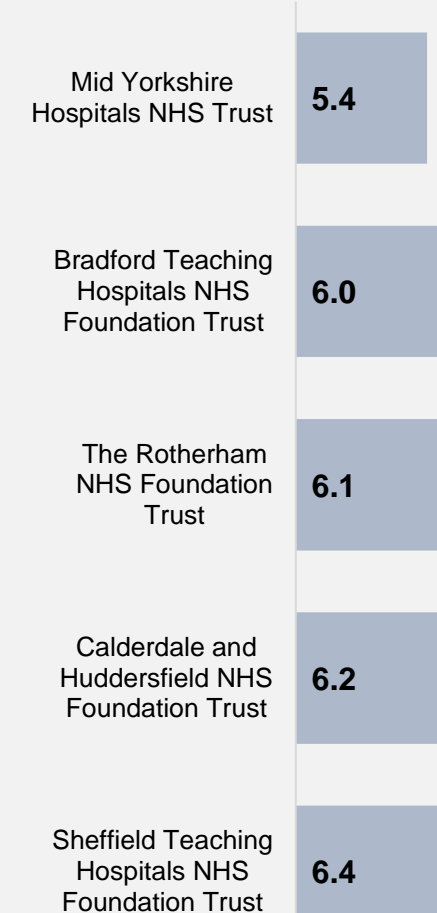 Mid Yorkshire
Hospitals NHS Trust
5.4
Bradford Teaching
Hospitals NHS
Foundation Trust
6.0
The Rotherham
NHS Foundation
Trust
6.1
Calderdale and
Huddersfield NHS
Foundation Trust
6.2
Sheffield Teaching
Hospitals NHS
Foundation Trust
6.4